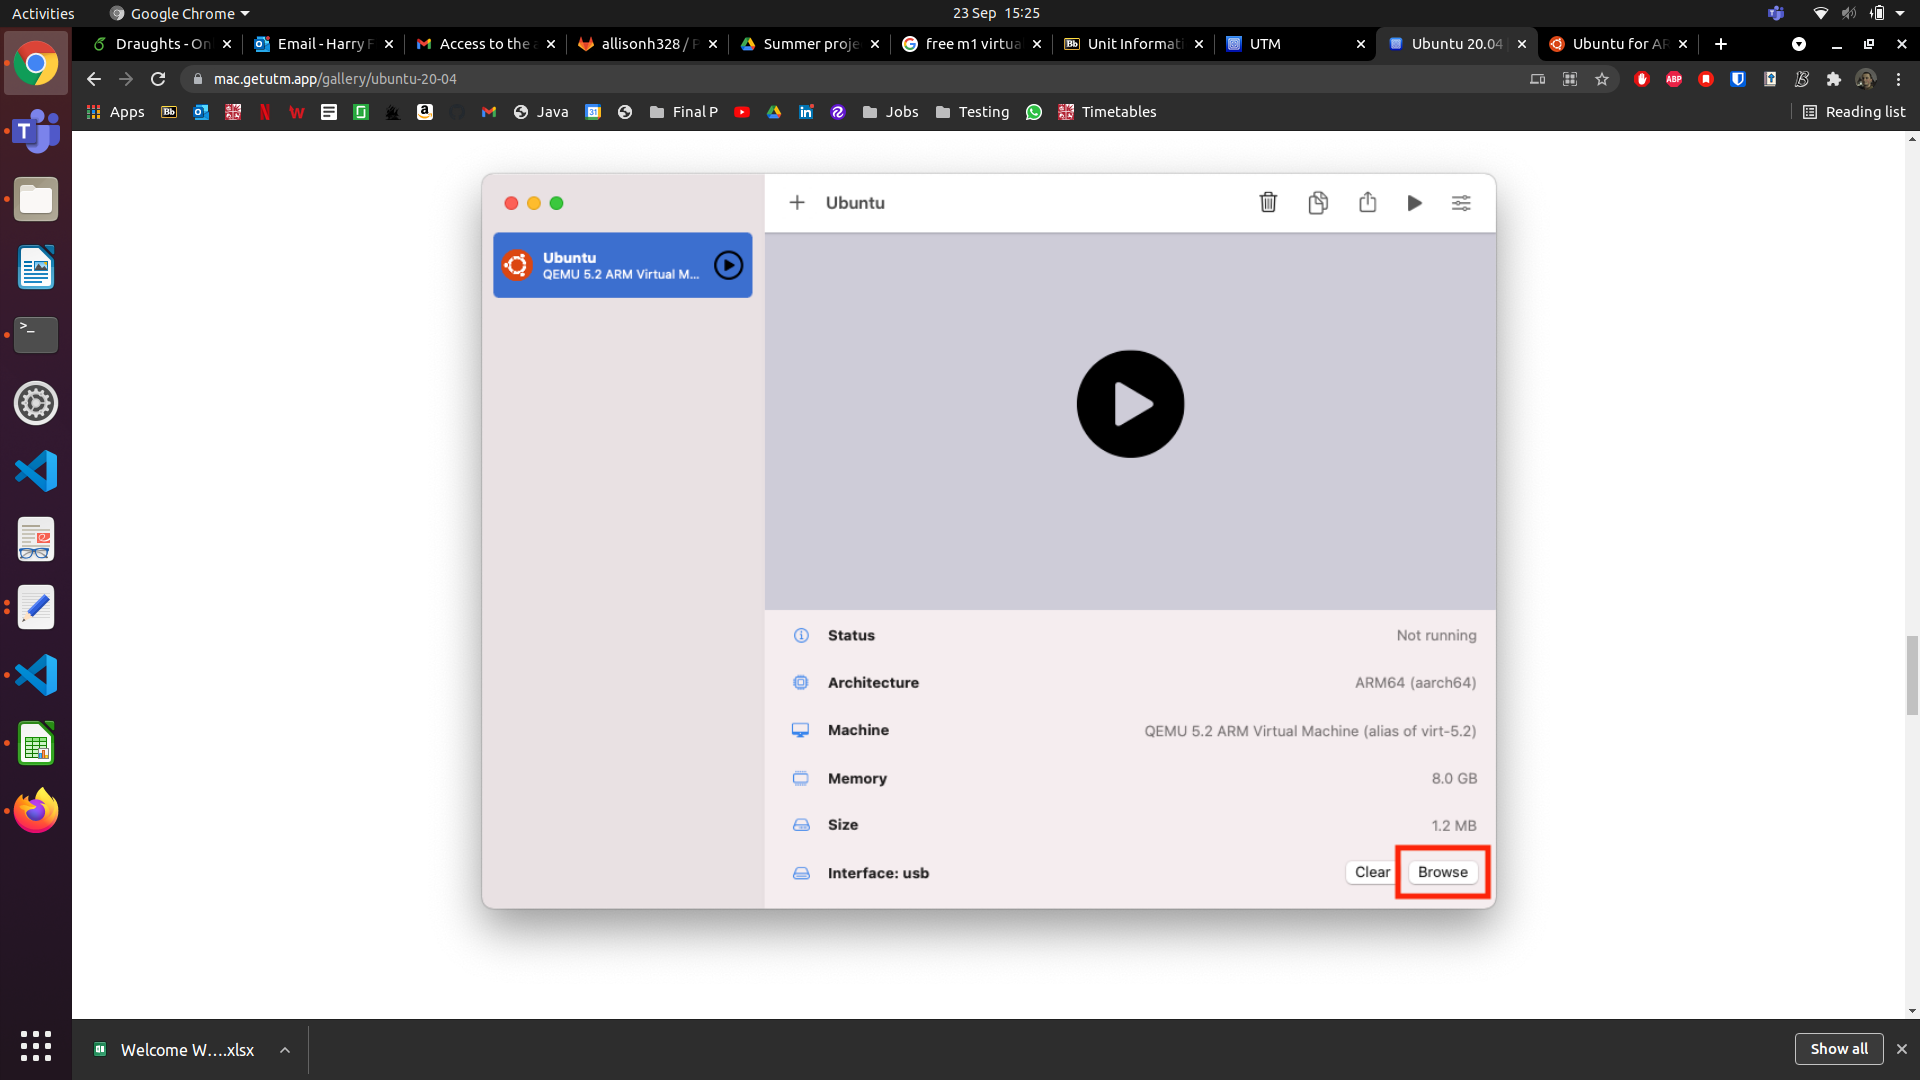 Activities
Google Chrome
23 Sep 15:25
Draughts - On
Email - Harry F
Access to the a
allisonh328 / P
Summer proje
free m1 virtua
Bb
Unit Informati
UTM
Ubuntu 20.04
Ubuntu for AR
mac.getutm.app/gallery/ubuntu-20-04
ABP
Apps
Bb
Java
31
Final P
Jobs
Testing
Timetables
Reading list
Ubuntu
Ubuntu
QEMU 5.2 ARM Virtual M...
Status
Not running
Architecture
ARM64 (aarch64)
Machine
QEMU 5.2 ARM Virtual Machine (alias of virt-5.2)
Memory
8.0 GB
Size
1.2 MB
Interface: usb
Clear
Browse
Welcome W....xlsx
Show all